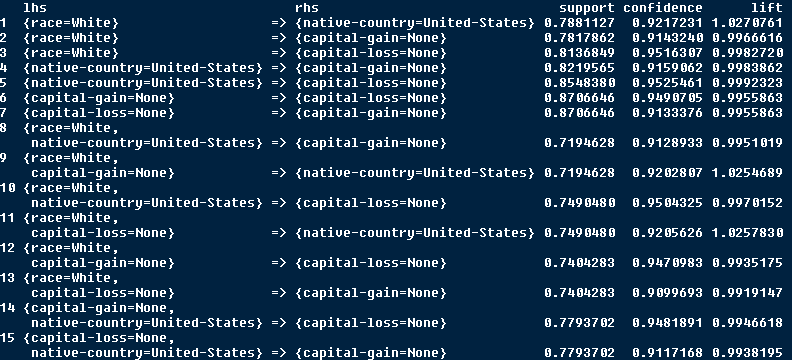 lhs rhs support confidence lift
1 {race=White} => {native-country=United-States} 0.7881127 0.9217231 1.0270761
2 {race=White} => {capital-gain=None} 0.7817862 0.9143240 0.9966616
3 {race=White} => {capital-loss=None} 0.8136849 0.9516307 0.9982720
4 {native-country=United-States} => {capital-gain=None} 0.8219565 0.9159062 0.9983862
5 {native-country=United-States} => {capital-loss=None} 0.8548380 0.9525461 0.9992323
6 {capital-gain=None} => {capital-loss=None} 0.8706646 0.9490705 0.9955863
7 {capital-loss=None} => {capital-gain=None} 0.8706646 0.9133376 0.9955863
8 {race=White,
native-country=United-States} => {capital-gain=None} 0.7194628 0.9128933 0.9951019
9 {race=White,
capital-gain=None} => {native-country=United-States} 0.7194628 0.9202807 1.0254689
10 {race=White,
native-country=United-States} => {capital-loss=None} 0.7490480 0.9504325 0.9970152
11 {race=White,
capital-loss=None} => {native-country=United-States} 0.7490480 0.9205626 1.0257830
12 {race=White,
capital-gain=None} => {capital-loss=None} 0.7404283 0.9470983 0.9935175
13 {race=White,
capital-loss=None} => {capital-gain=None} 0.7404283 0.9099693 0.9919147
14 {capital-gain=None,
native-country=United-States} => {capital-loss=None} 0.7793702 0.9481891 0.9946618
15 {capital-loss=None,
native-country=United-States} => {capital-gain=None} 0.7793702 0.9117168 0.9938195